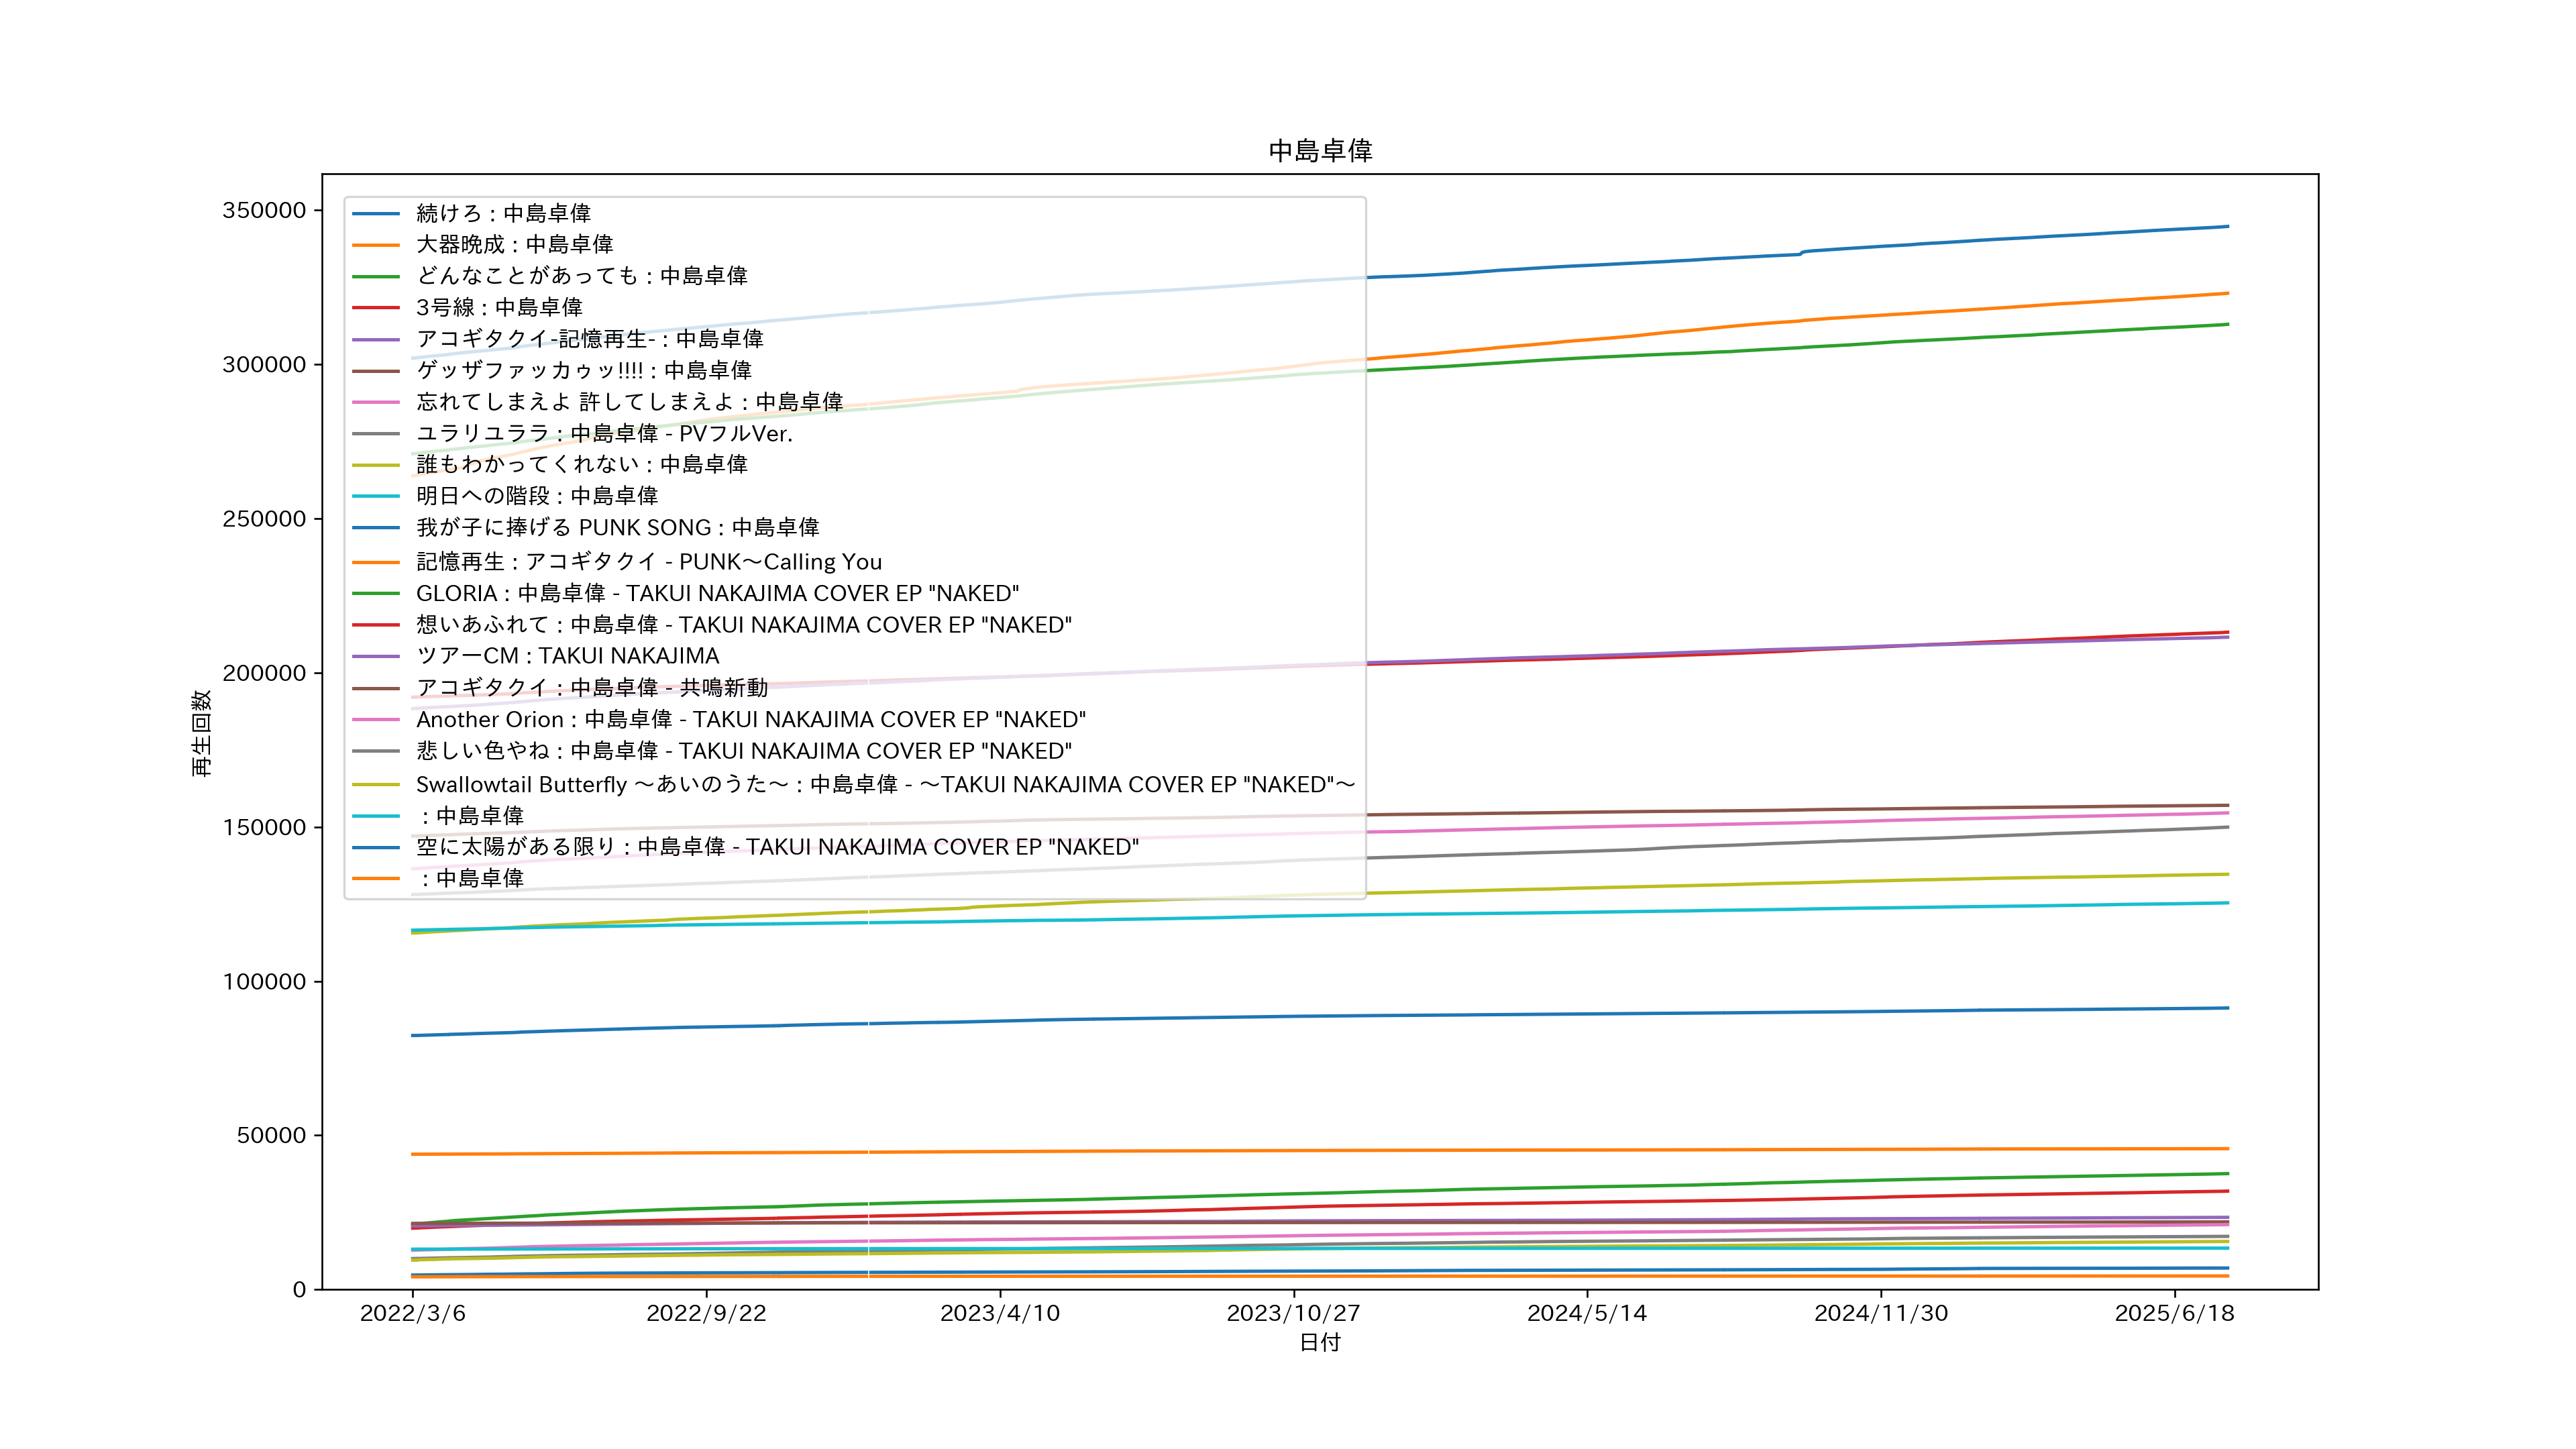 中島卓偉
再生回数
350000
300000
250000
200000
150000
100000
50000
0
続けろ : 中島卓偉
大器晩成 : 中島卓偉
どんなことがあっても : 中島卓偉
3号線 : 中島卓偉
アコギタクイ-記憶再生- : 中島卓偉
ゲッザファッカゥッ!!!! : 中島卓偉
忘れてしまえよ 許してしまえよ : 中島卓偉
ユラリユララ : 中島卓偉 - PVフルVer.
誰もわかってくれない : 中島卓偉
明日への階段 : 中島卓偉
我が子に捧げる PUNK SONG : 中島卓偉
記憶再生 : アコギタクイ - PUNK〜Calling You
GLORIA : 中島卓偉 - TAKUI NAKAJIMA COVER EP "NAKED"
想いあふれて : 中島卓偉 - TAKUI NAKAJIMA COVER EP "NAKED"
ツアーCM : TAKUI NAKAJIMA
アコギタクイ : 中島卓偉 - 共鳴新動
Another Orion : 中島卓偉 - TAKUI NAKAJIMA COVER EP "NAKED"
悲しい色やね : 中島卓偉 - TAKUI NAKAJIMA COVER EP "NAKED"
Swallowtail Butterfly 〜あいのうた〜 : 中島卓偉 - 〜TAKUI NAKAJIMA COVER EP "NAKED"〜
: 中島卓偉
空に太陽がある限り : 中島卓偉 - TAKUI NAKAJIMA COVER EP "NAKED"
: 中島卓偉
2022/3/6
2022/9/22
2023/4/10
2023/10/27
2024/5/14
2024/11/30
2025/6/18
日付